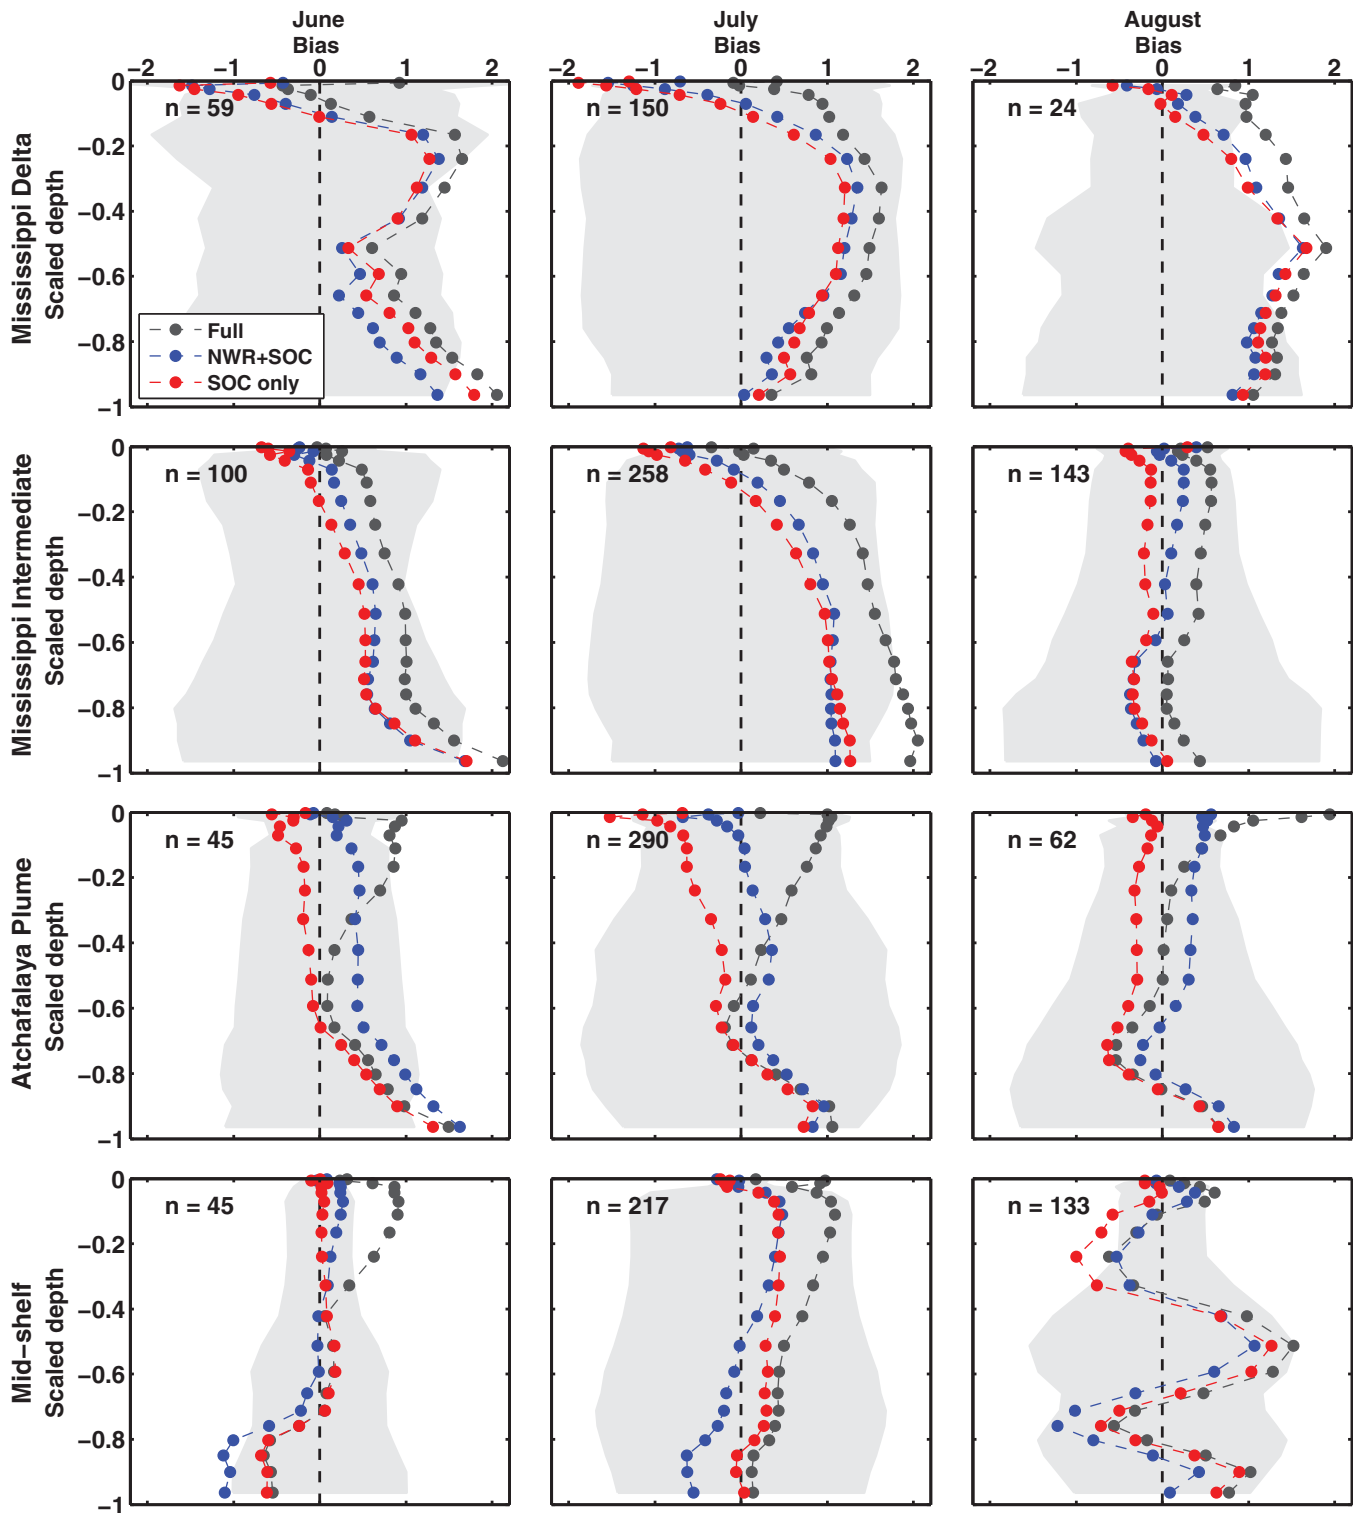 June
Bias
July
Bias
August
Bias
−2 −1 0 1 2
−2 −1 0 1 2
−2 −1 0 1 2
Mississippi Delta
Scaled depth
0
−0.2
−0.4
−0.6
−0.8
−1
n = 59
n = 150
n = 24
Full
NWR+SOC
SOC only
Mississippi Intermediate
Scaled depth
0
−0.2
−0.4
−0.6
−0.8
−1
n = 100
n = 258
n = 143
Atchafalaya Plume
Scaled depth
0
−0.2
−0.4
−0.6
−0.8
−1
n = 45
n = 290
n = 62
Mid−shelf
Scaled depth
0
−0.2
−0.4
−0.6
−0.8
−1
n = 45
n = 217
n = 133